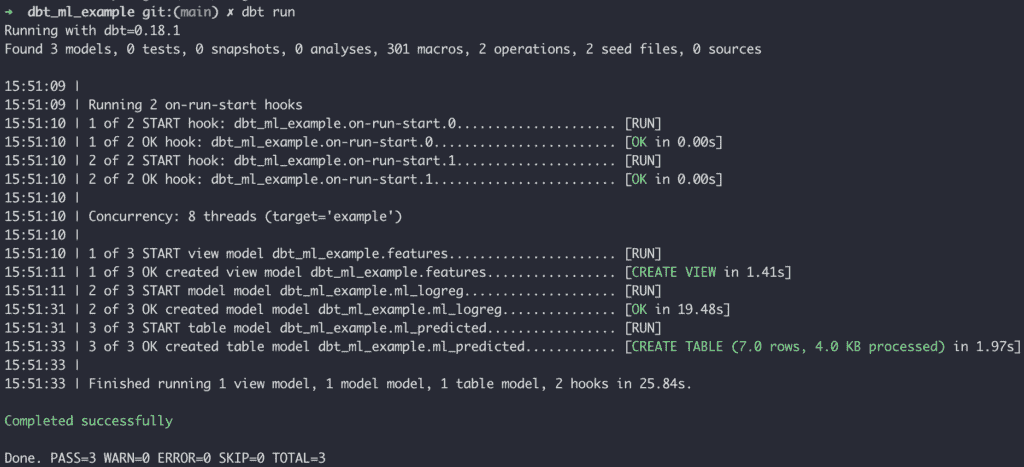 ➜  dbt_ml_example git:(main) ✗ dbt run
Running with dbt=0.18.1
Found 3 models, 0 tests, 0 snapshots, 0 analyses, 301 macros, 2 operations, 2 seed files, 0 sources

15:51:09 |
15:51:09 | Running 2 on-run-start hooks
15:51:10 | 1 of 2 START hook: dbt_ml_example.on-run-start.0..................... [RUN]
15:51:10 | 1 of 2 OK hook: dbt_ml_example.on-run-start.0........................ [OK in 0.00s]
15:51:10 | 2 of 2 START hook: dbt_ml_example.on-run-start.1..................... [RUN]
15:51:10 | 2 of 2 OK hook: dbt_ml_example.on-run-start.1........................ [OK in 0.00s]
15:51:10 |
15:51:10 | Concurrency: 8 threads (target='example')
15:51:10 |
15:51:10 | 1 of 3 START view model dbt_ml_example.features...................... [RUN]
15:51:11 | 1 of 3 OK created view model dbt_ml_example.features................. [CREATE VIEW in 1.41s]
15:51:11 | 2 of 3 START model model dbt_ml_example.ml_logreg.................... [RUN]
15:51:31 | 2 of 3 OK created model model dbt_ml_example.ml_logreg............... [OK in 19.48s]
15:51:31 | 3 of 3 START table model dbt_ml_example.ml_predicted................. [RUN]
15:51:33 | 3 of 3 OK created table model dbt_ml_example.ml_predicted............ [CREATE TABLE (7.0 rows, 4.0 KB processed) in 1.97s]
15:51:33 |
15:51:33 | Finished running 1 view model, 1 model model, 1 table model, 2 hooks in 25.84s.

Completed successfully

Done. PASS=3 WARN=0 ERROR=0 SKIP=0 TOTAL=3